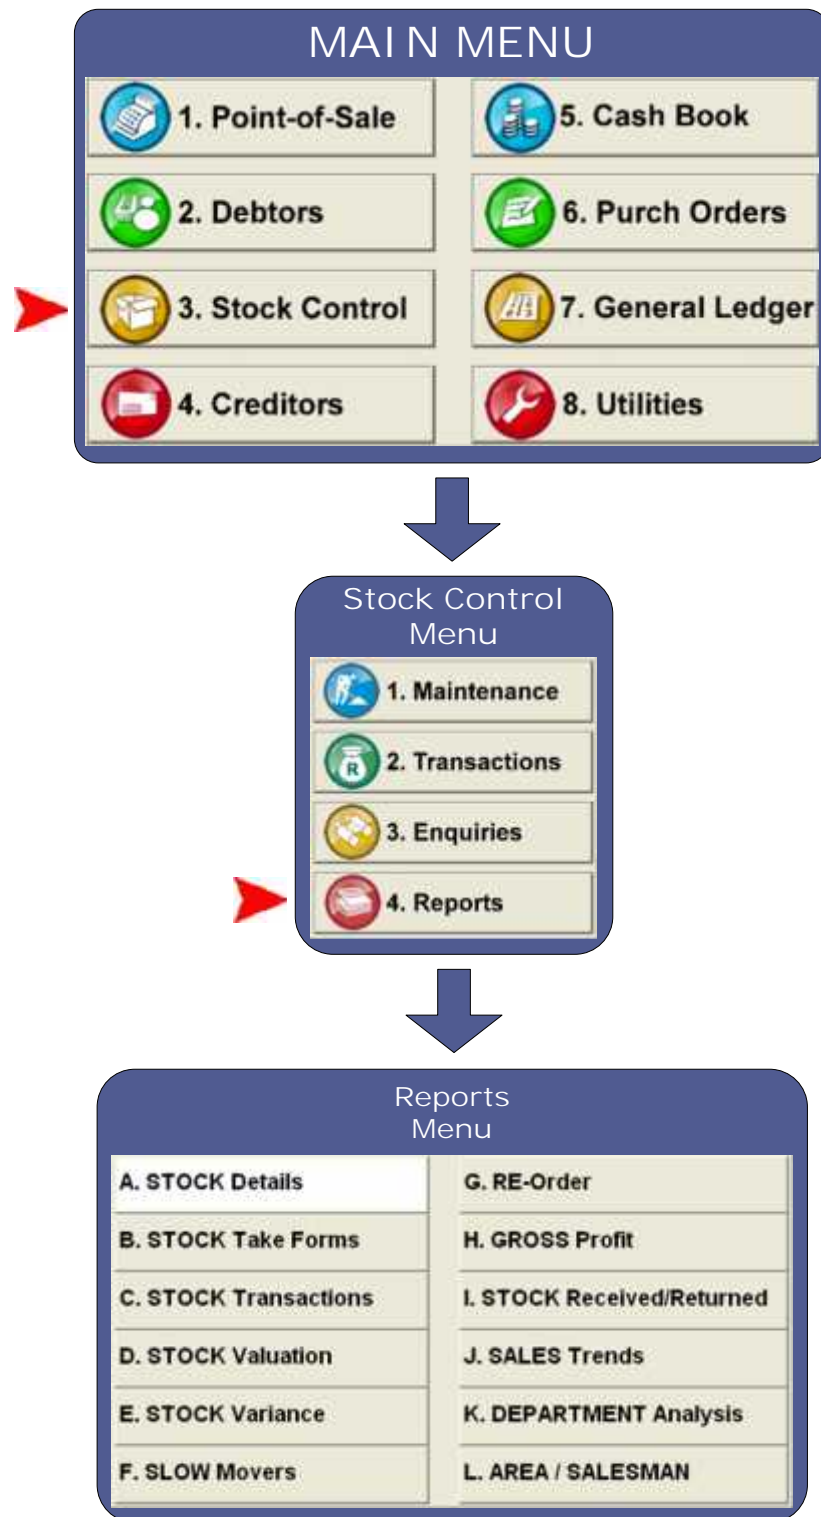 MAIN MENU
1. Point-of-Sale
5. Cash Book
2. Debtors
6. Purch Orders
3. Stock Control
7. General Ledger
4. Creditors
8. Utilities
Stock Control
Menu
1. Maintenance
R
2. Transactions
3. Enquiries
4. Reports
Reports
Menu
A. STOCK Details
G. RE-Order
B. STOCK Take Forms
H. GROSS Profit
C. STOCK Transactions
I. STOCK Received/Returned
D. STOCK Valuation
J. SALES Trends
E. STOCK Variance
K. DEPARTMENT Analysis
F. SLOW Movers
L. AREA / SALESMAN